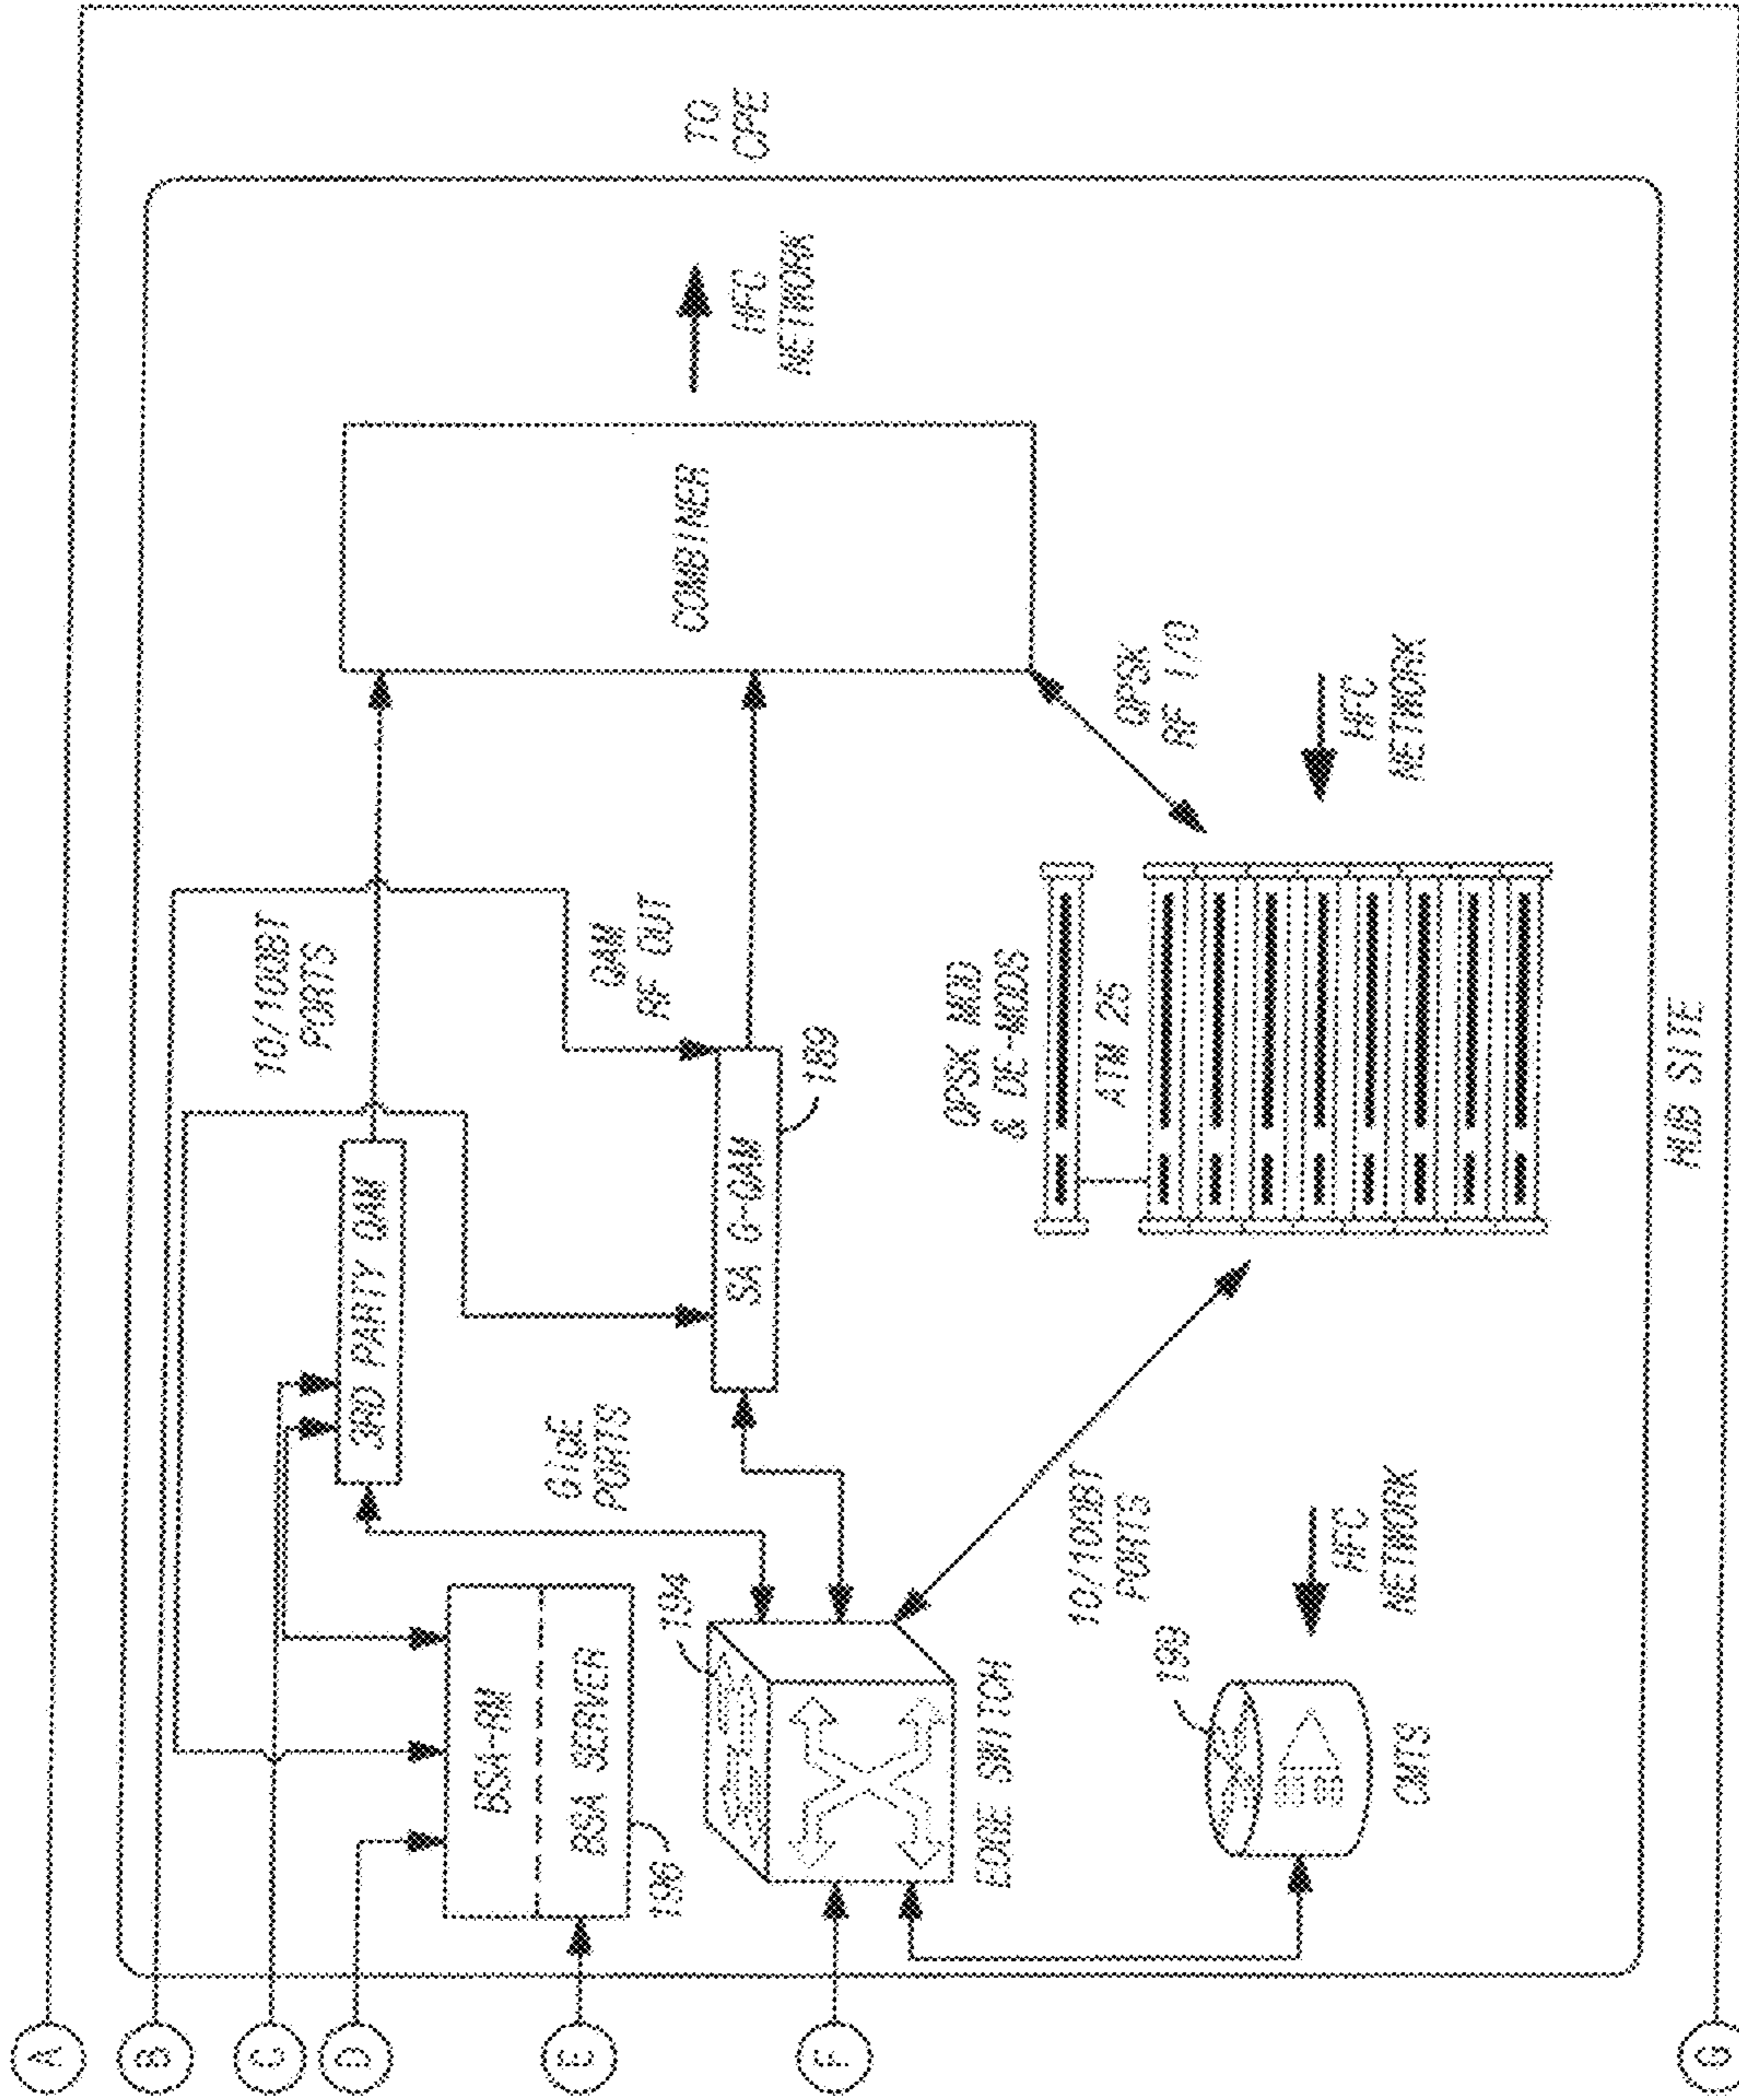 A
B
C
D
E
F
G
TO
CPE
HFC
NETWORK
COMBINER
10/100BT
PORTS
QAM
RF OUT
QPSK
RF I/O
3RD PARTY QAM
SA G-QAM
189
QPSK MOD
& DE-MODS
ATM 25
HFC
NETWORK
GIGE
PORTS
BSA-RM
BSA SERVER
196
194
EDGE SWITCH
10/100BT
PORTS
HFC
NETWORK
199
CMTS
HUB SITE